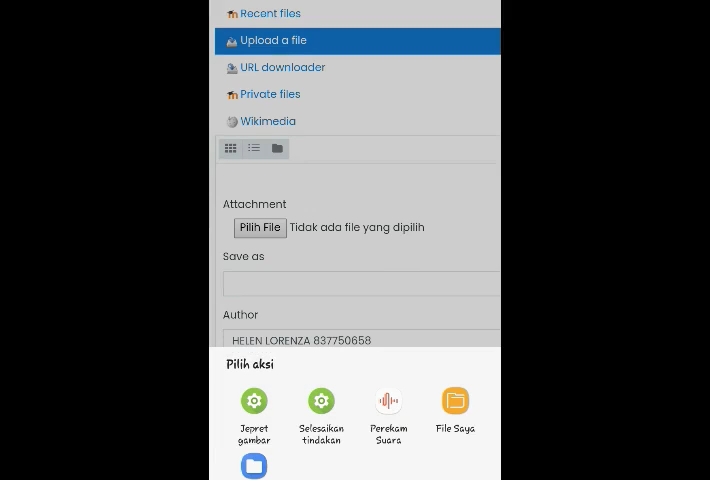 Recent files
Upload a file
URL downloader
Private files
Wikimedia
Attachment
Pilih File Tidak ada file yang dipilih
Save as
Author
HELEN LORENZA 837750658
Pilih aksi
Jepret gambar
Selesaikan tindakan
Perekam Suara
File Saya